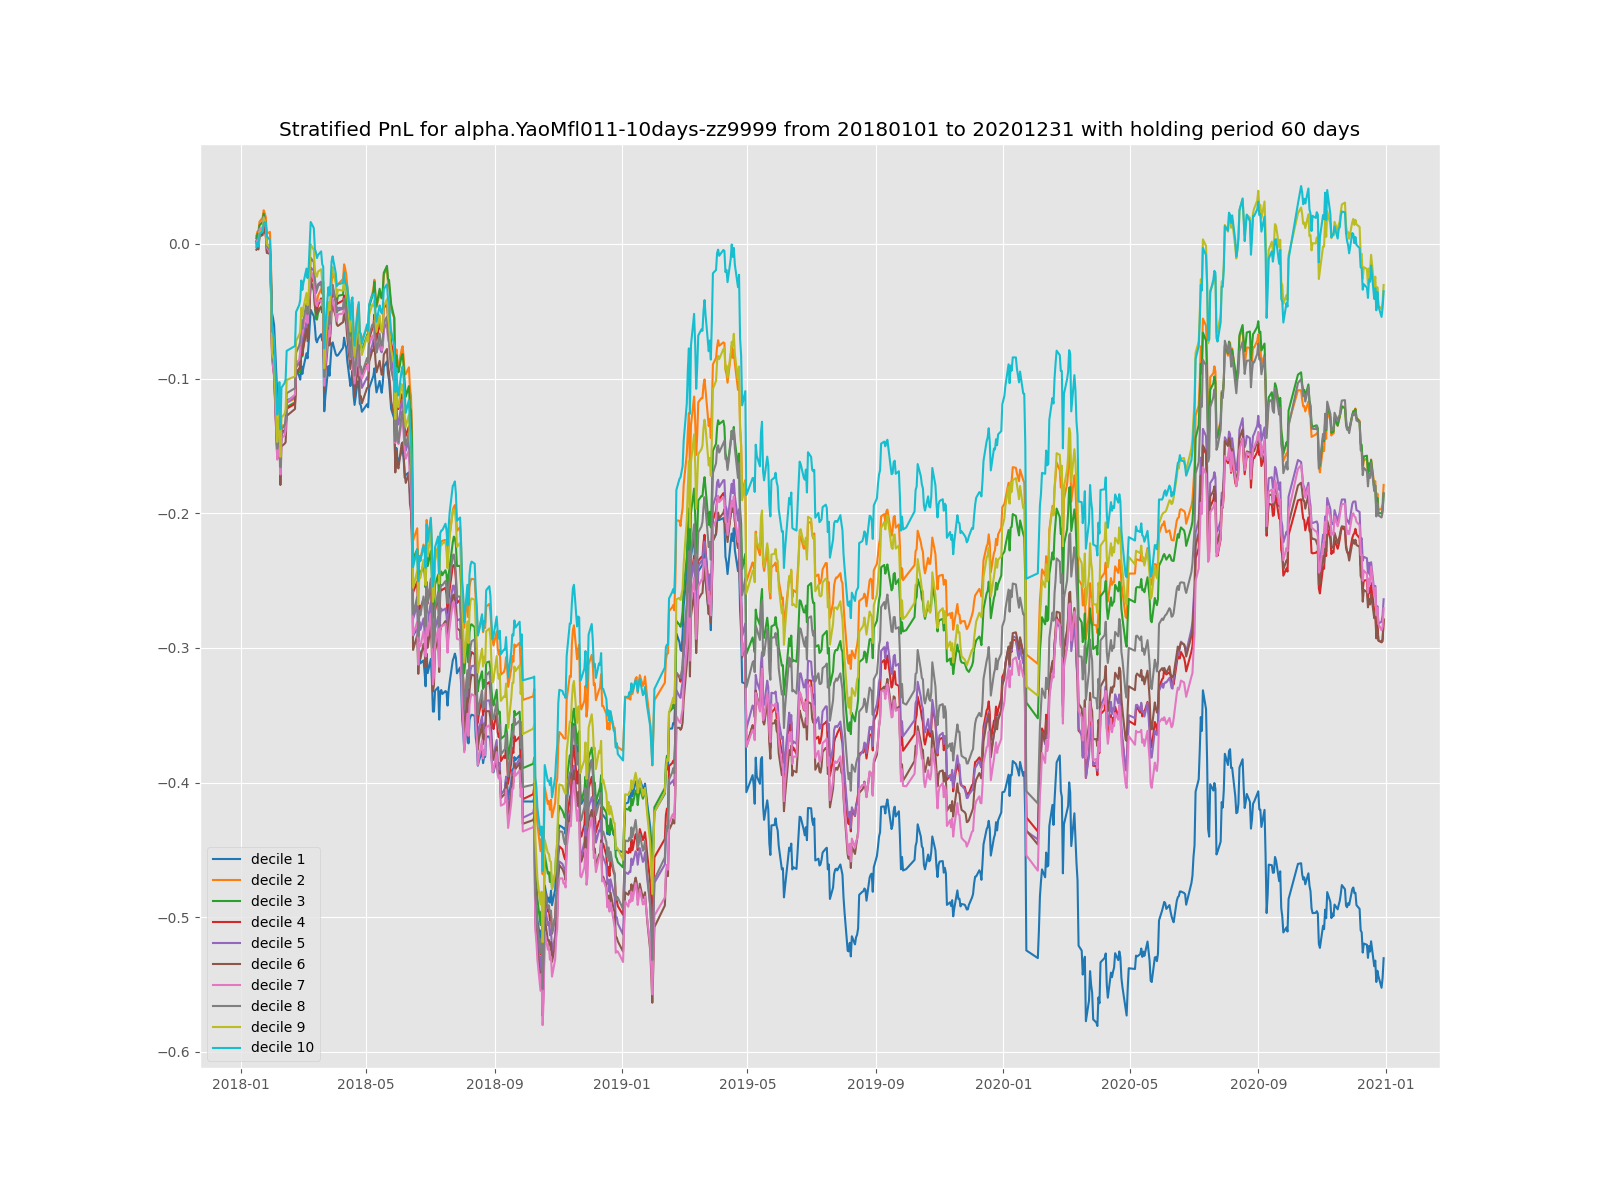 Stratified PnL for alpha.YaoMfl011-10days-zz9999 from 20180101 to 20201231 with holding period 60 days
0.0
−0.1
−0.2
−0.3
−0.4
−0.5
−0.6
decile 1
decile 2
decile 3
decile 4
decile 5
decile 6
decile 7
decile 8
decile 9
decile 10
2018-01 2018-05 2018-09 2019-01 2019-05 2019-09 2020-01 2020-05 2020-09 2021-01